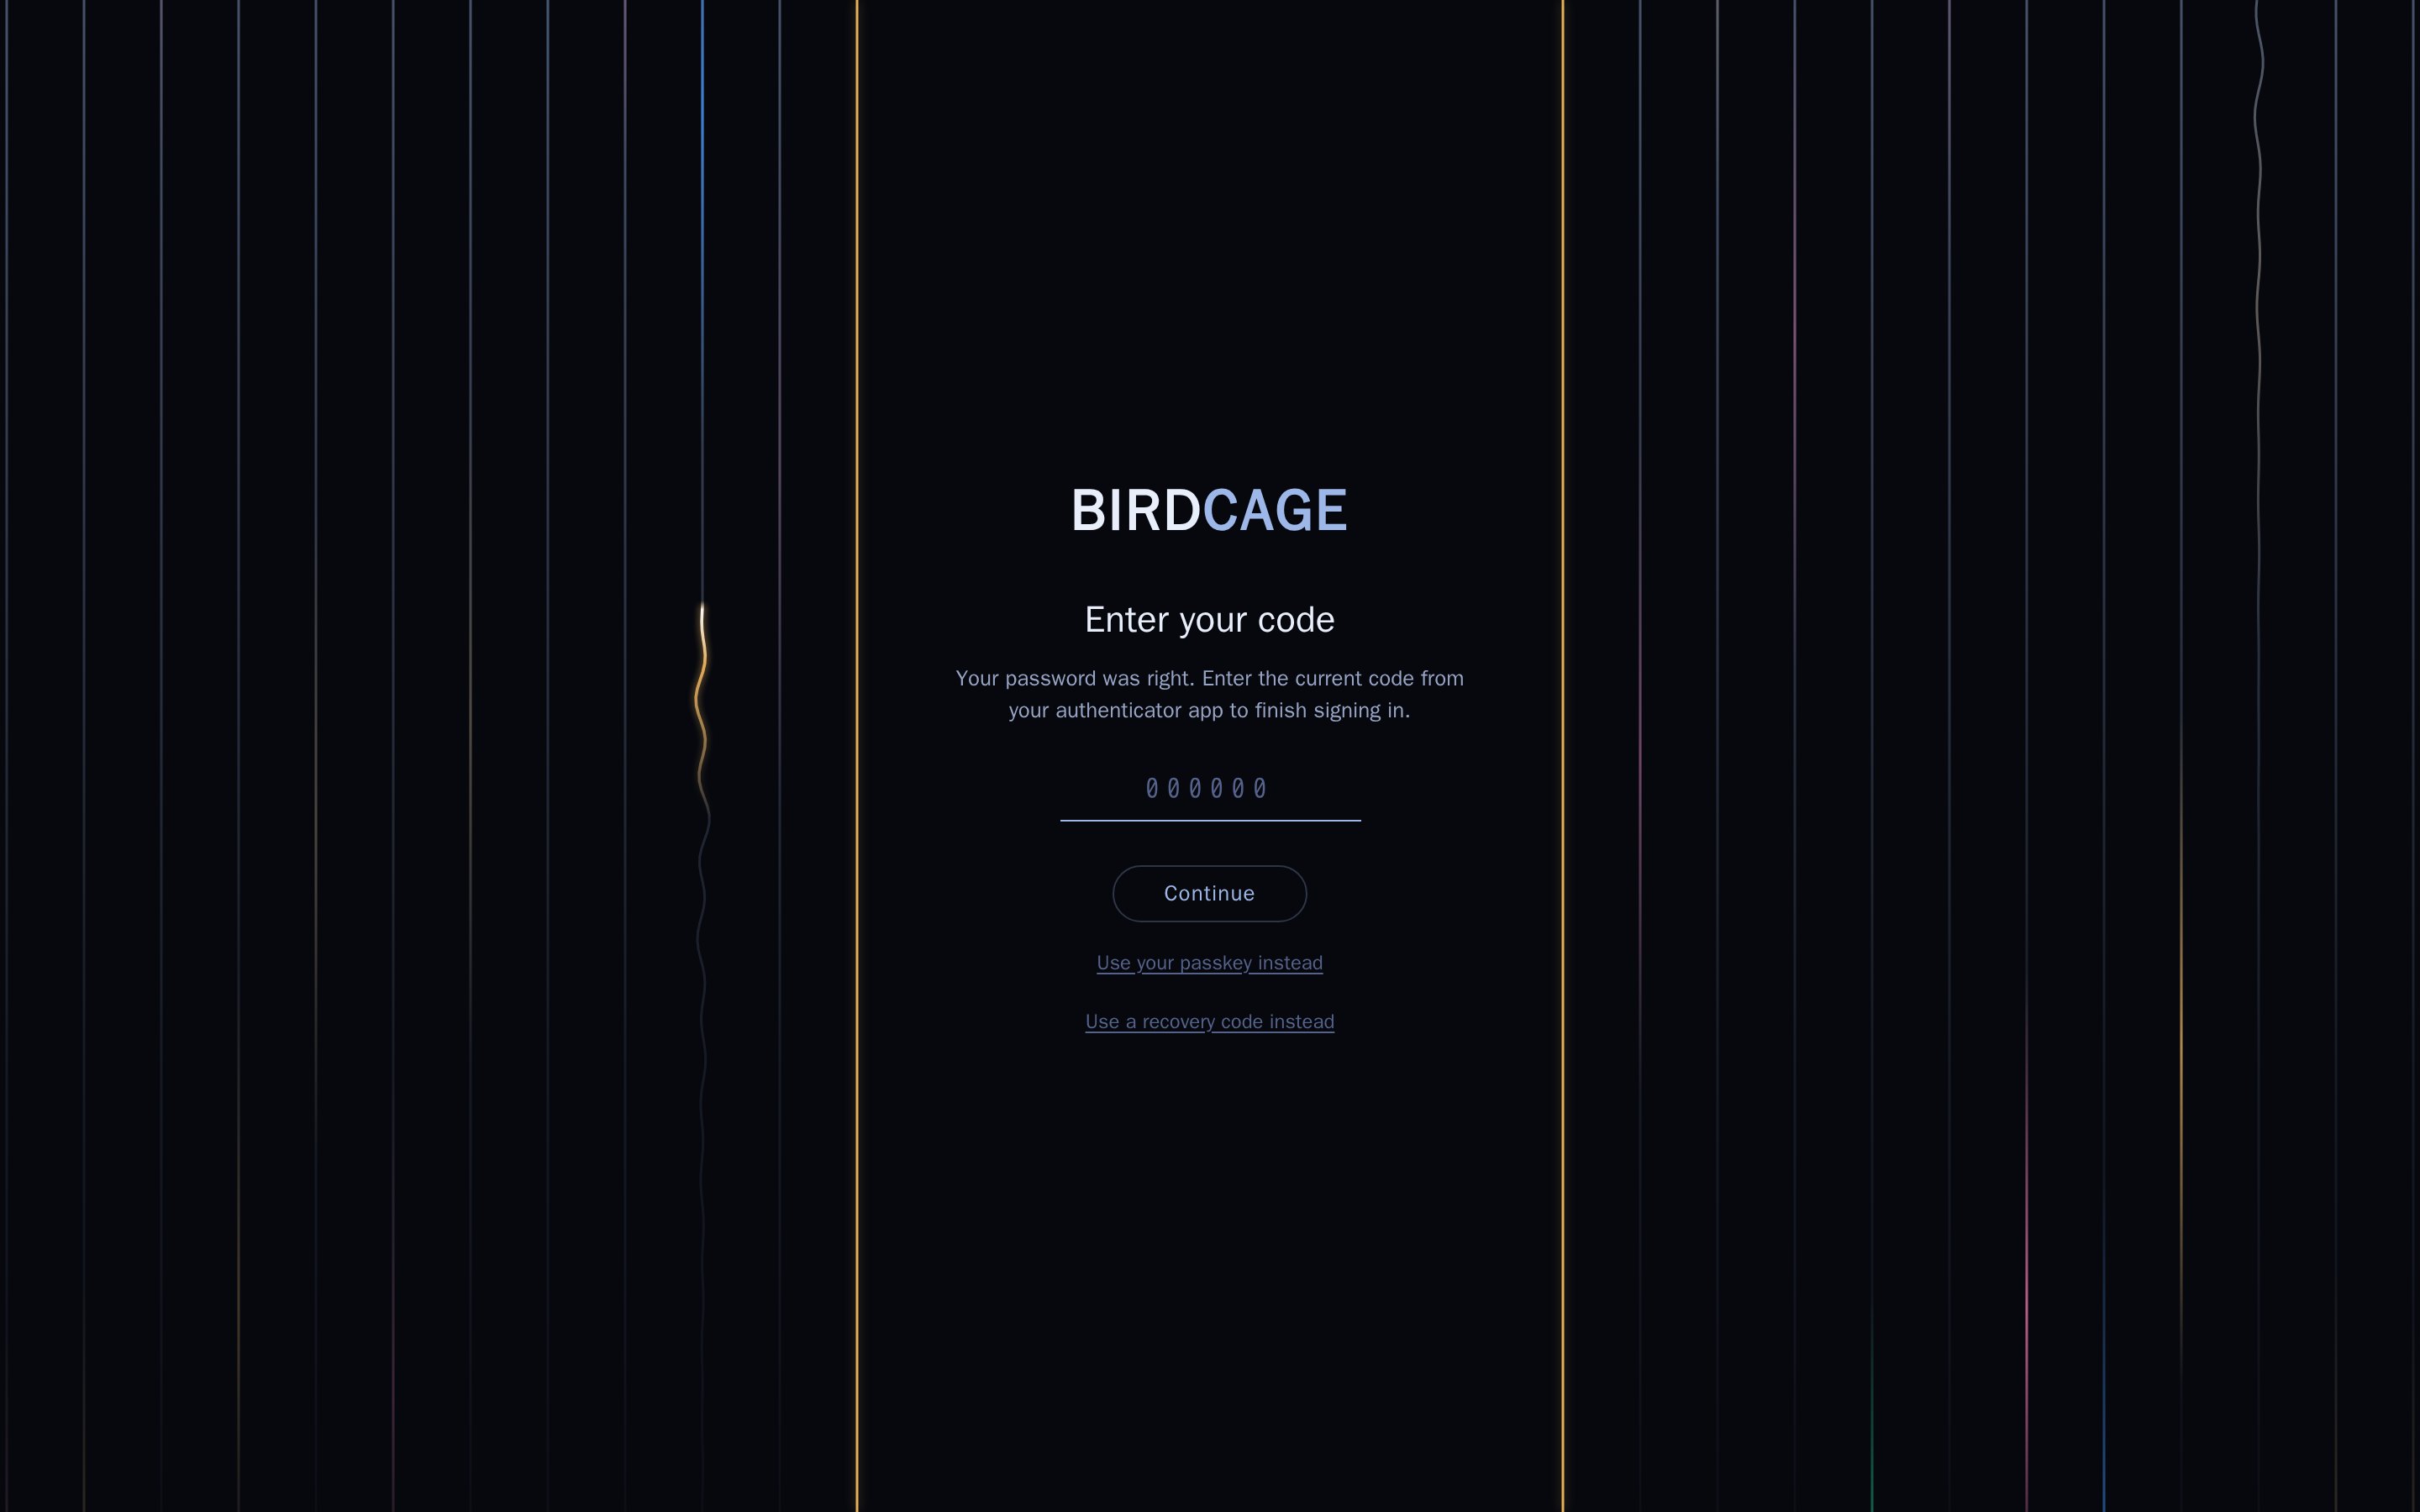 BIRDCAGE
Enter your code
Your password was right. Enter the current code from
your authenticator app to finish signing in.
000000
Continue
Use your passkey instead
Use a recovery code instead